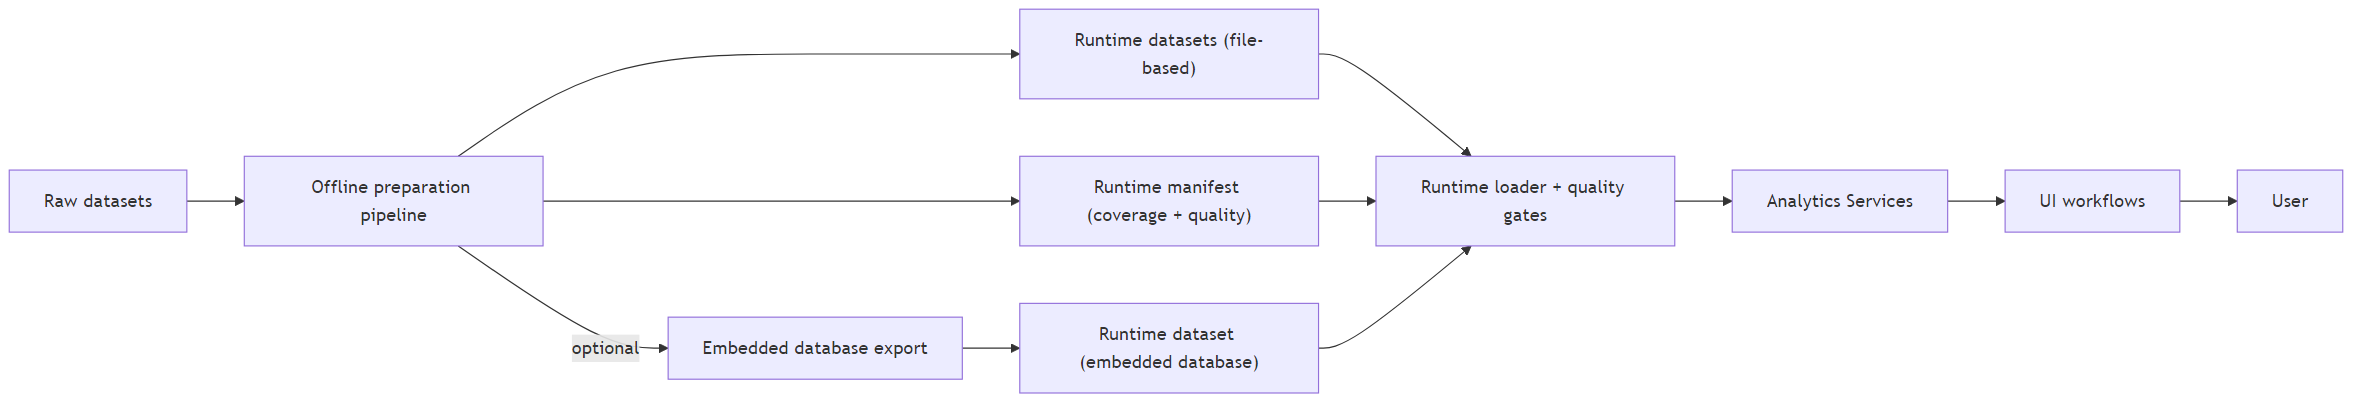 Runtime datasets (file-
based)
Raw datasets
Offline preparation
pipeline
Runtime manifest
(coverage + quality)
Runtime loader + quality
gates
Analytics Services
UI workflows
User
optional
Embedded database export
Runtime dataset
(embedded database)